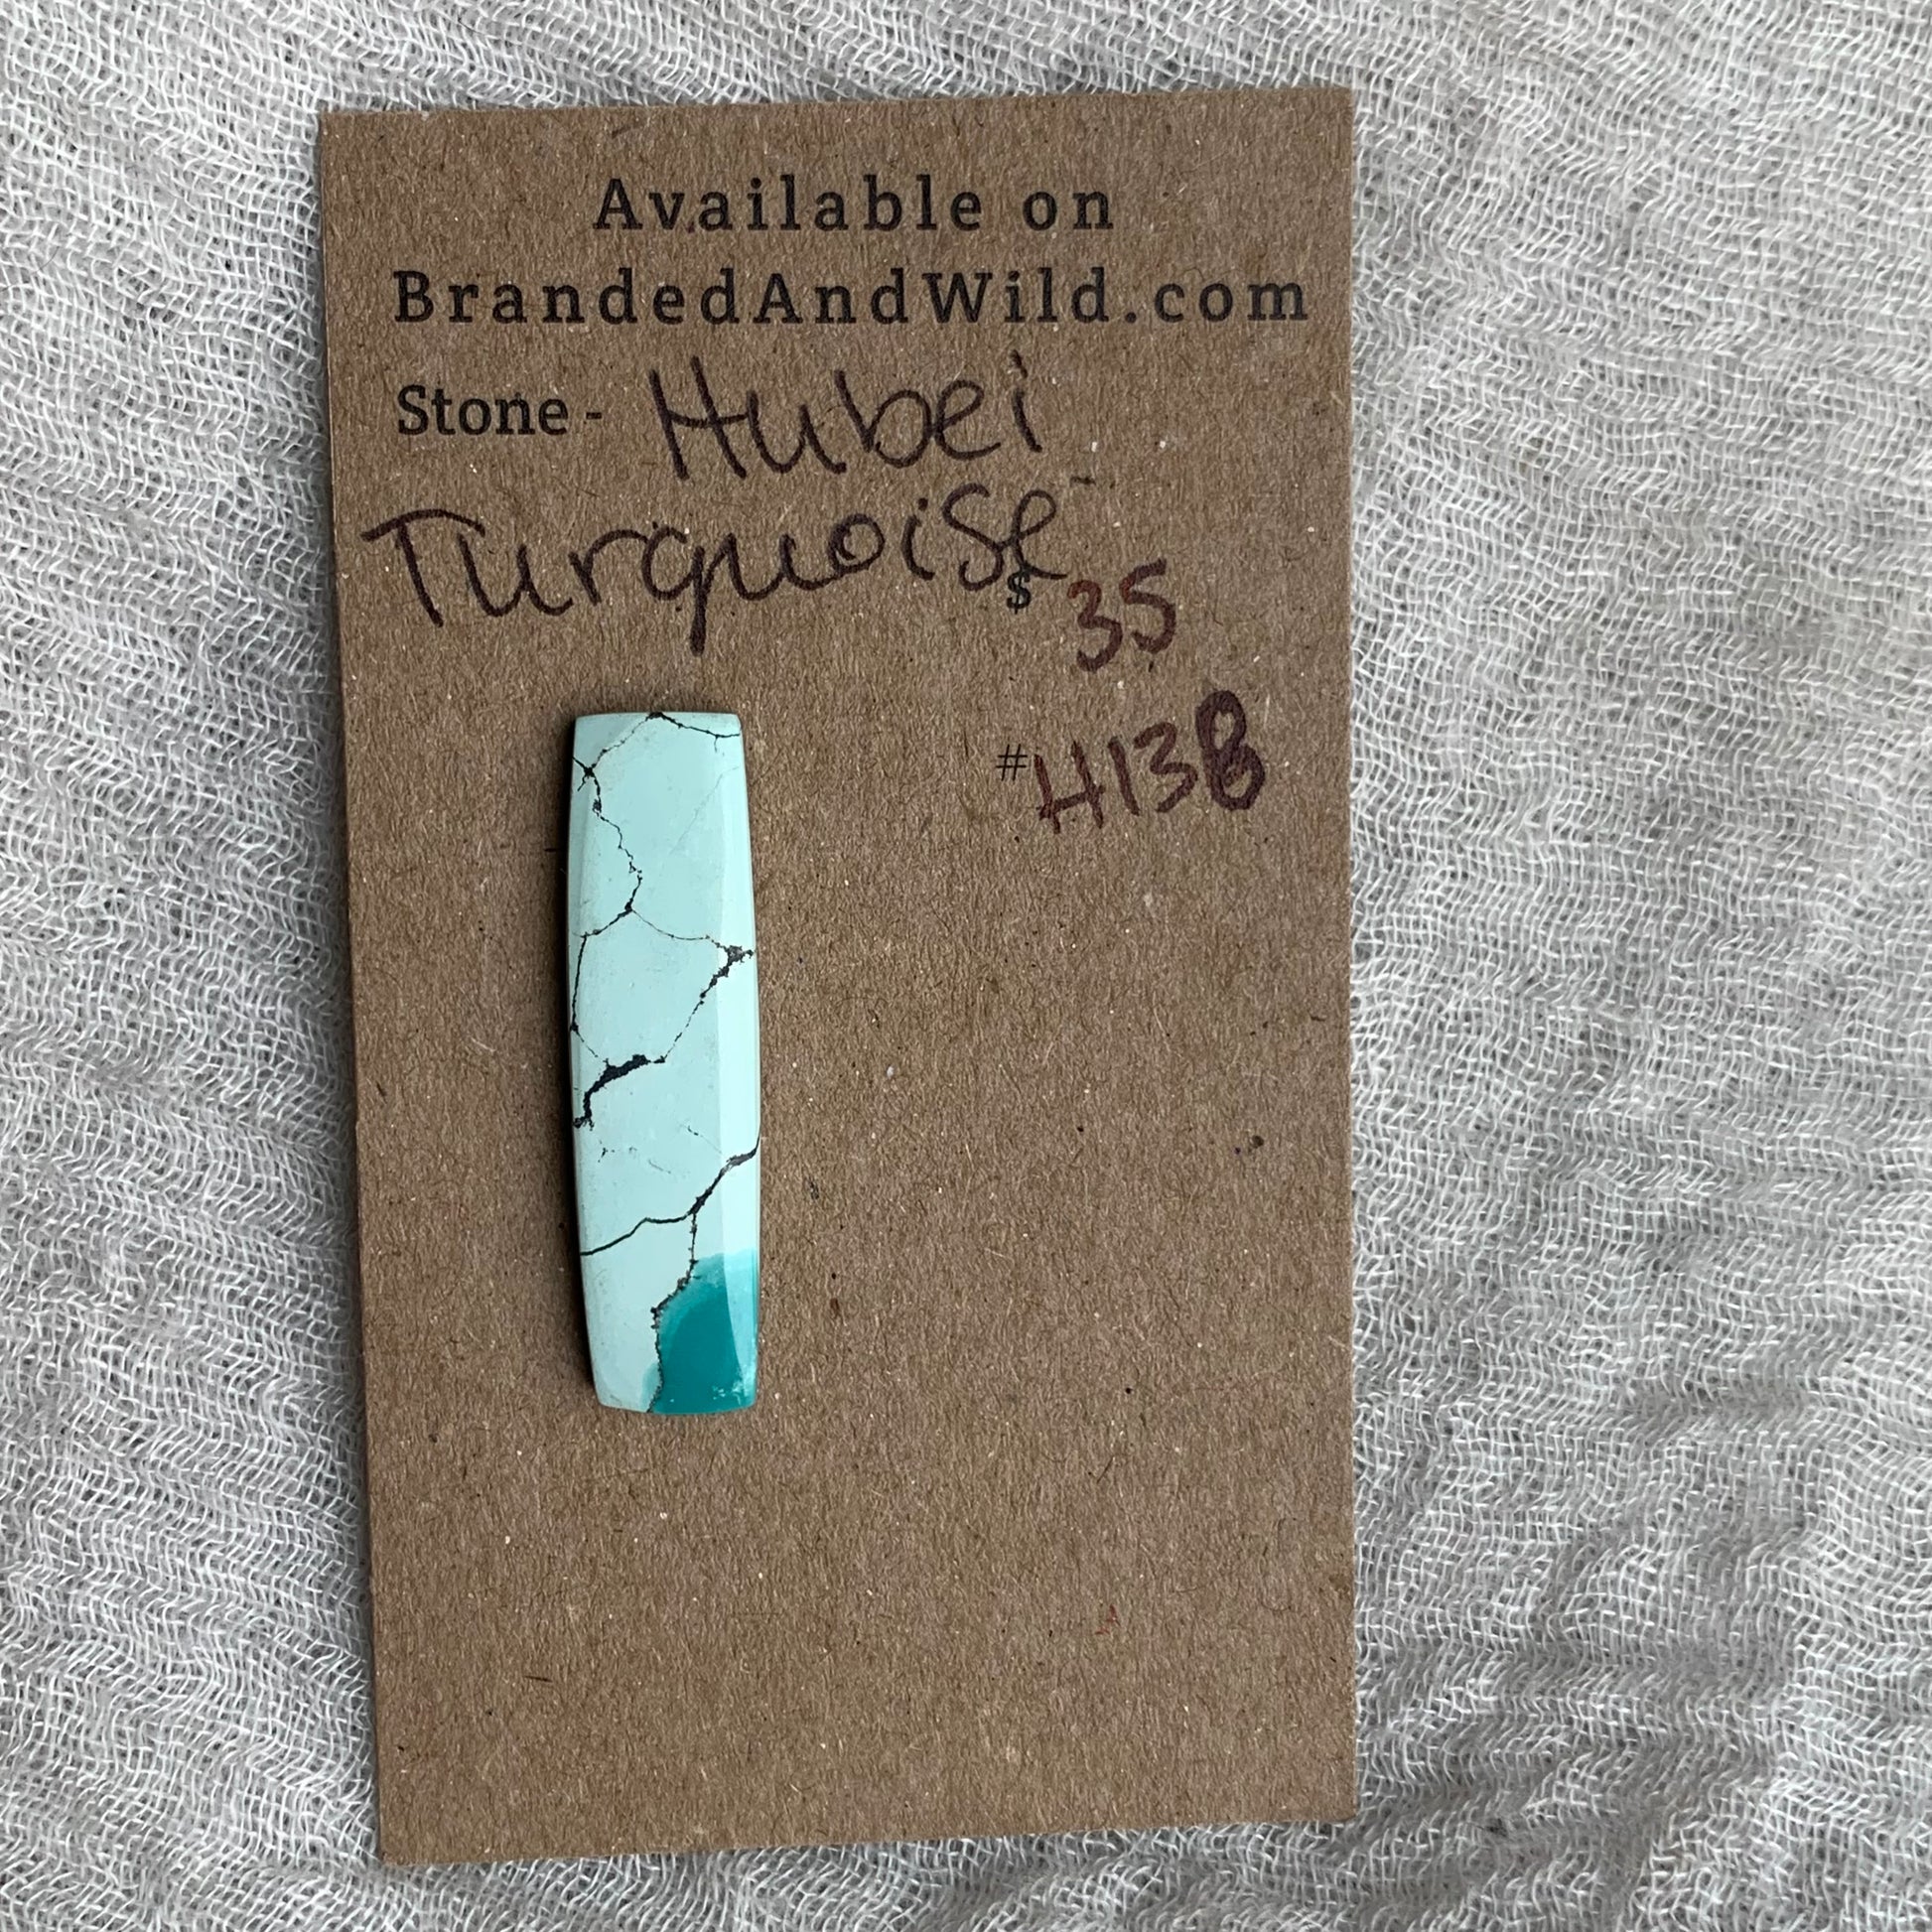 Available on
BrandedAndWild.com
Stone - Hubei
Turquoise
$ 35
# H138